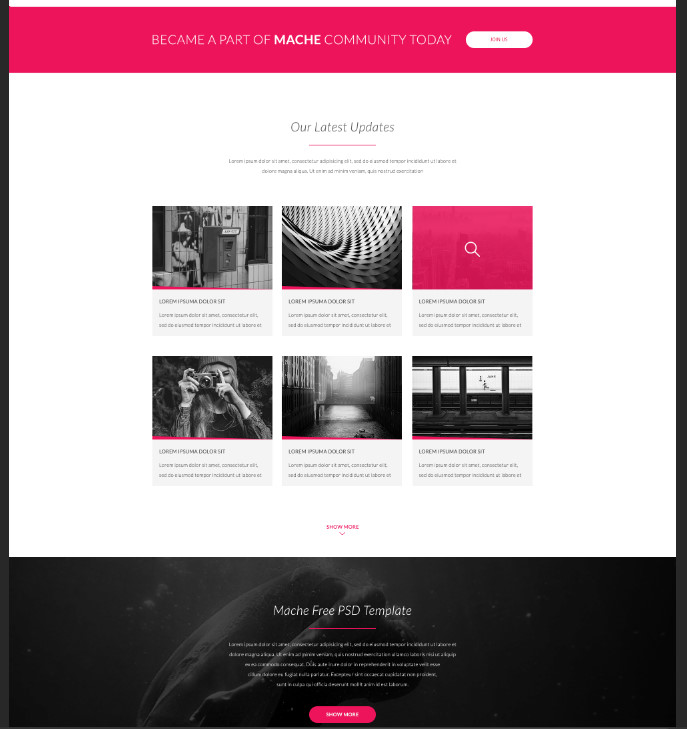 BECAME A PART OF MACHE COMMUNITY TODAY
JOIN US
Our Latest Updates
Lorem ipsum dolor sit amet, consectetur adipisicing elit, sed do eiusmod tempor incididunt ut labore et
dolore magna aliqua. Ut enim ad minim veniam, quis nostrud exercitation
LOREM IPSUMA DOLOR SIT
Lorem ipsum dolor sit amet, consectetur elit,
sed do eiusmod tempor incididunt ut labore et
LOREM IPSUMA DOLOR SIT
Lorem ipsum dolor sit amet, consectetur elit,
sed do eiusmod tempor incididunt ut labore et
LOREM IPSUMA DOLOR SIT
Lorem ipsum dolor sit amet, consectetur elit,
sed do eiusmod tempor incididunt ut labore et
LOREM IPSUMA DOLOR SIT
Lorem ipsum dolor sit amet, consectetur elit,
sed do eiusmod tempor incididunt ut labore et
LOREM IPSUMA DOLOR SIT
Lorem ipsum dolor sit amet, consectetur elit,
sed do eiusmod tempor incididunt ut labore et
LOREM IPSUMA DOLOR SIT
Lorem ipsum dolor sit amet, consectetur elit,
sed do eiusmod tempor incididunt ut labore et
SHOW MORE
Mache Free PSD Template
Lorem ipsum dolor sit amet, consectetur adipisicing elit, sed do eiusmod tempor incididunt ut labore et
dolore magna aliqua. Ut enim ad minim veniam, quis nostrud exercitation ullamco laboris nisi ut aliquip
ex ea commodo consequat. Duis aute irure dolor in reprehenderit in voluptate velit esse
cillum dolore eu fugiat nulla pariatur. Excepteur sint occaecat cupidatat non proident,
sunt in culpa qui officia deserunt mollit anim id est laborum.
SHOW MORE